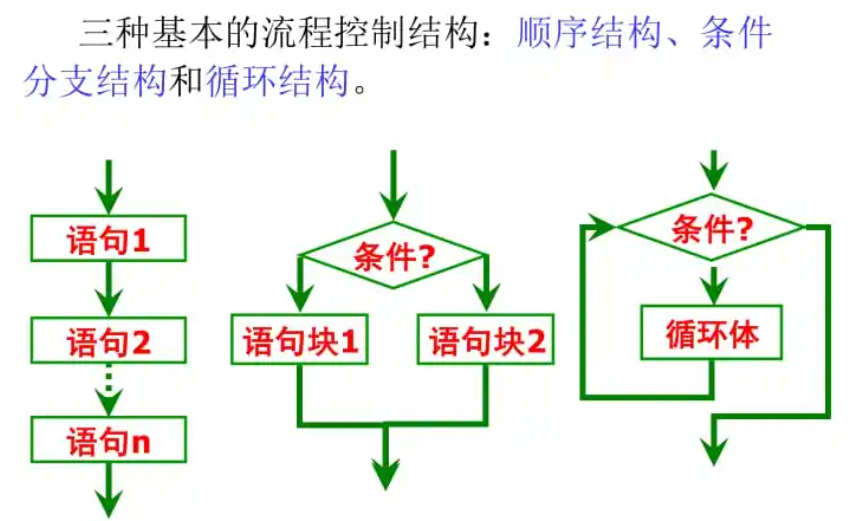 三种基本的流程控制结构：顺序结构、条件
分支结构和循环结构。
语句1
语句2
语句n
条件?
语句块1
语句块2
条件?
循环体